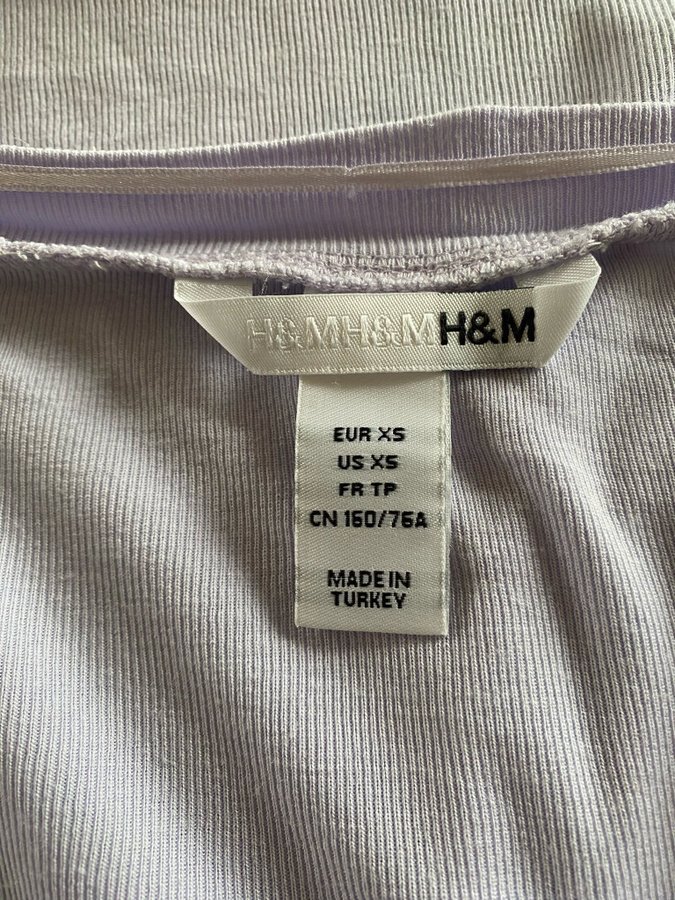 H&MH&MH&M
EUR XS
US XS
FR TP
CN 160/76A
MADE IN
TURKEY